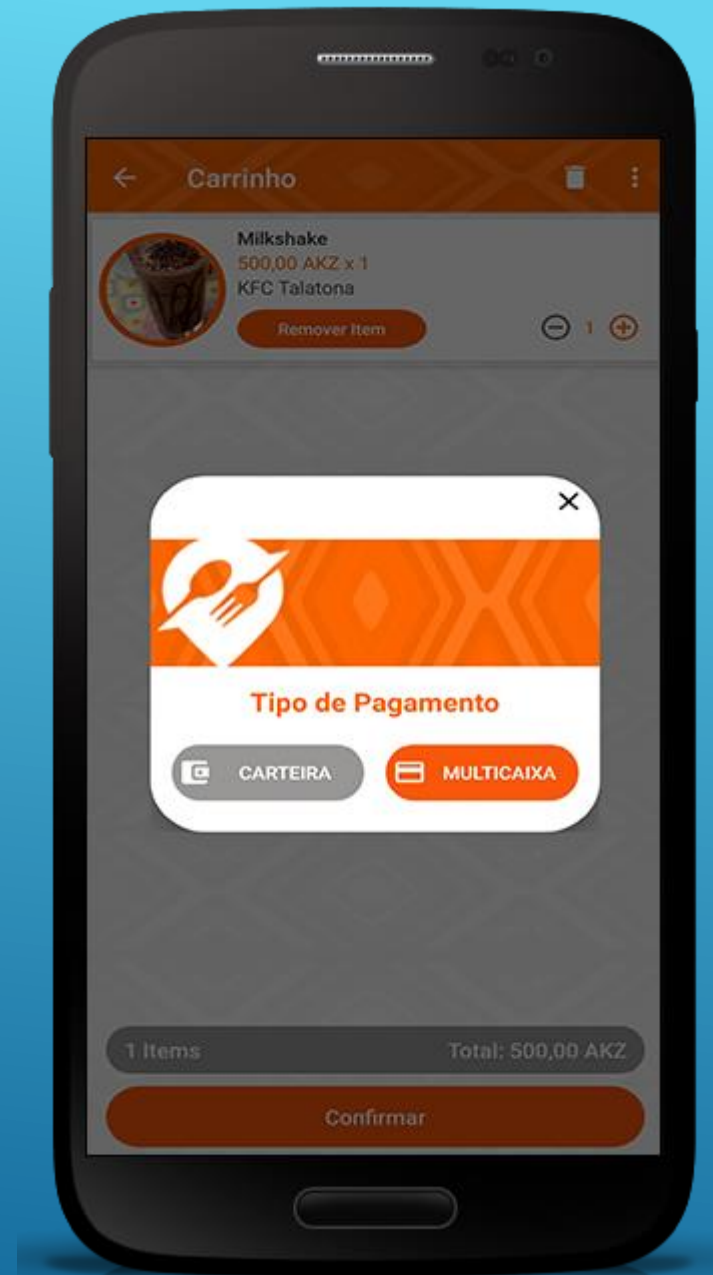 Carrinho
Milkshake
500,00 AKZ x 1
KFC Talatona
Remover Item
1
Tipo de Pagamento
CARTEIRA
MULTICAIXA
1 Items
Total: 500,00 AKZ
Confirmar